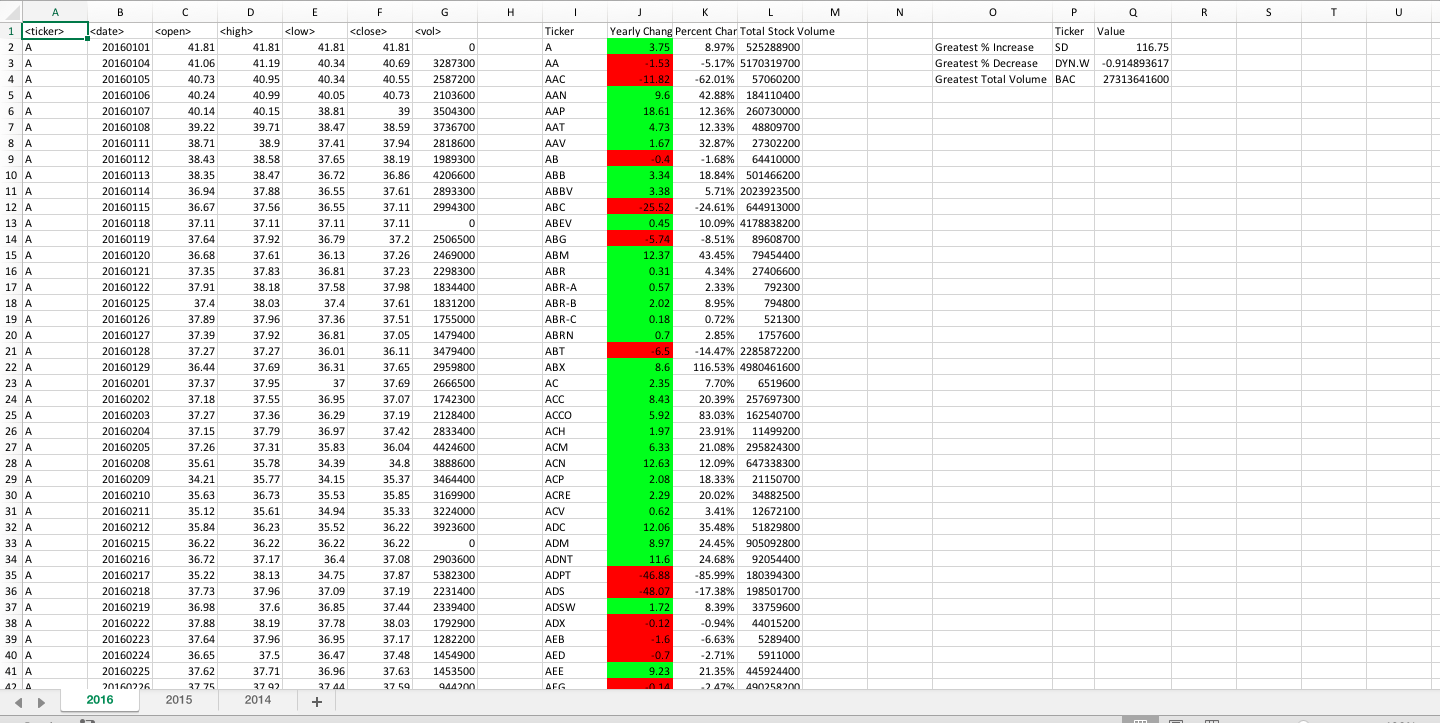 A B C D E F G H I J K L M N O P Q R S T U
1 <ticker> <date> <open> <high> <low> <close> <vol> Ticker Yearly Chang Percent Char Total Stock Volume Ticker Value
2 A 20160101 41.81 41.81 41.81 41.81 0 A 3.75 8.97% 525288900 Greatest % Increase SD 116.75
3 A 20160104 41.06 41.19 40.34 40.69 3287300 AA -1.53 -5.17% 5170319700 Greatest % Decrease DYN.W -0.914893617
4 A 20160105 40.73 40.95 40.34 40.55 2587200 AAC -11.82 -62.01% 57060200 Greatest Total Volume BAC 27313641600
5 A 20160106 40.24 40.99 40.05 40.73 2103600 AAN 9.6 42.88% 184110400
6 A 20160107 40.14 40.15 38.81 39 3504300 AAP 18.61 12.36% 260730000
7 A 20160108 39.22 39.71 38.47 38.59 3736700 AAT 4.73 12.33% 48809700
8 A 20160111 38.71 38.9 37.41 37.94 2818600 AAV 1.67 32.87% 27302200
9 A 20160112 38.43 38.58 37.65 38.19 1989300 AB -0.4 -1.68% 64410000
10 A 20160113 38.35 38.47 36.72 36.86 4206600 ABB 3.34 18.84% 501466200
11 A 20160114 36.94 37.88 36.55 37.61 2893300 ABBV 3.38 5.71% 2023923500
12 A 20160115 36.67 37.56 36.55 37.11 2994300 ABC -25.52 -24.61% 644913000
13 A 20160118 37.11 37.11 37.11 37.11 0 ABEV 0.45 10.09% 4178838200
14 A 20160119 37.64 37.92 36.79 37.2 2506500 ABG -5.74 -8.51% 89608700
15 A 20160120 36.68 37.61 36.13 37.26 2469000 ABM 12.37 43.45% 79454400
16 A 20160121 37.35 37.83 36.81 37.23 2298300 ABR 0.31 4.34% 27406600
17 A 20160122 37.91 38.18 37.58 37.98 1834400 ABR-A 0.57 2.33% 792300
18 A 20160125 37.4 38.03 37.4 37.61 1831200 ABR-B 2.02 8.95% 794800
19 A 20160126 37.89 37.96 37.36 37.51 1755000 ABR-C 0.18 0.72% 521300
20 A 20160127 37.39 37.92 36.81 37.05 1479400 ABRN 0.7 2.85% 1757600
21 A 20160128 37.27 37.27 36.01 36.11 3479400 ABT -6.5 -14.47% 2285872200
22 A 20160129 36.44 37.69 36.31 37.65 2959800 ABX 8.6 116.53% 4980461600
23 A 20160201 37.37 37.95 37 37.69 2666500 AC 2.35 7.70% 6519600
24 A 20160202 37.18 37.55 36.95 37.07 1742300 ACC 8.43 20.39% 257697300
25 A 20160203 37.27 37.36 36.29 37.19 2128400 ACCO 5.92 83.03% 162540700
26 A 20160204 37.15 37.79 36.97 37.42 2833400 ACH 1.97 23.91% 11499200
27 A 20160205 37.26 37.31 35.83 36.04 4424600 ACM 6.33 21.08% 295824300
28 A 20160208 35.61 35.78 34.39 34.8 3888600 ACN 12.63 12.09% 647338300
29 A 20160209 34.21 35.77 34.15 35.37 3464400 ACP 2.08 18.33% 21150700
30 A 20160210 35.63 36.73 35.53 35.85 3169900 ACRE 2.29 20.02% 34882500
31 A 20160211 35.12 35.61 34.94 35.33 3224000 ACV 0.62 3.41% 12672100
32 A 20160212 35.84 36.23 35.52 36.22 3923600 ADC 12.06 35.48% 51829800
33 A 20160215 36.22 36.22 36.22 36.22 0 ADM 8.97 24.45% 905092800
34 A 20160216 36.72 37.17 36.4 37.08 2903600 ADNT 11.6 24.68% 92054400
35 A 20160217 35.22 38.13 34.75 37.87 5382300 ADPT -46.88 -85.99% 180394300
36 A 20160218 37.73 37.96 37.09 37.19 2231400 ADS -48.07 -17.38% 198501700
37 A 20160219 36.98 37.6 36.85 37.44 2339400 ADSW 1.72 8.39% 33759600
38 A 20160222 37.88 38.19 37.78 38.03 1792900 ADX -0.12 -0.94% 44015200
39 A 20160223 37.64 37.96 36.95 37.17 1282200 AEB -1.6 -6.63% 5289400
40 A 20160224 36.65 37.5 36.47 37.48 1454900 AED -0.7 -2.71% 5911000
41 A 20160225 37.62 37.71 36.96 37.63 1453500 AEE 9.23 21.35% 445924400
42 A 20160226 37.75 37.92 37.44 37.59 944200 AEG -0.14 -2.47% 490258200
2016 2015 2014